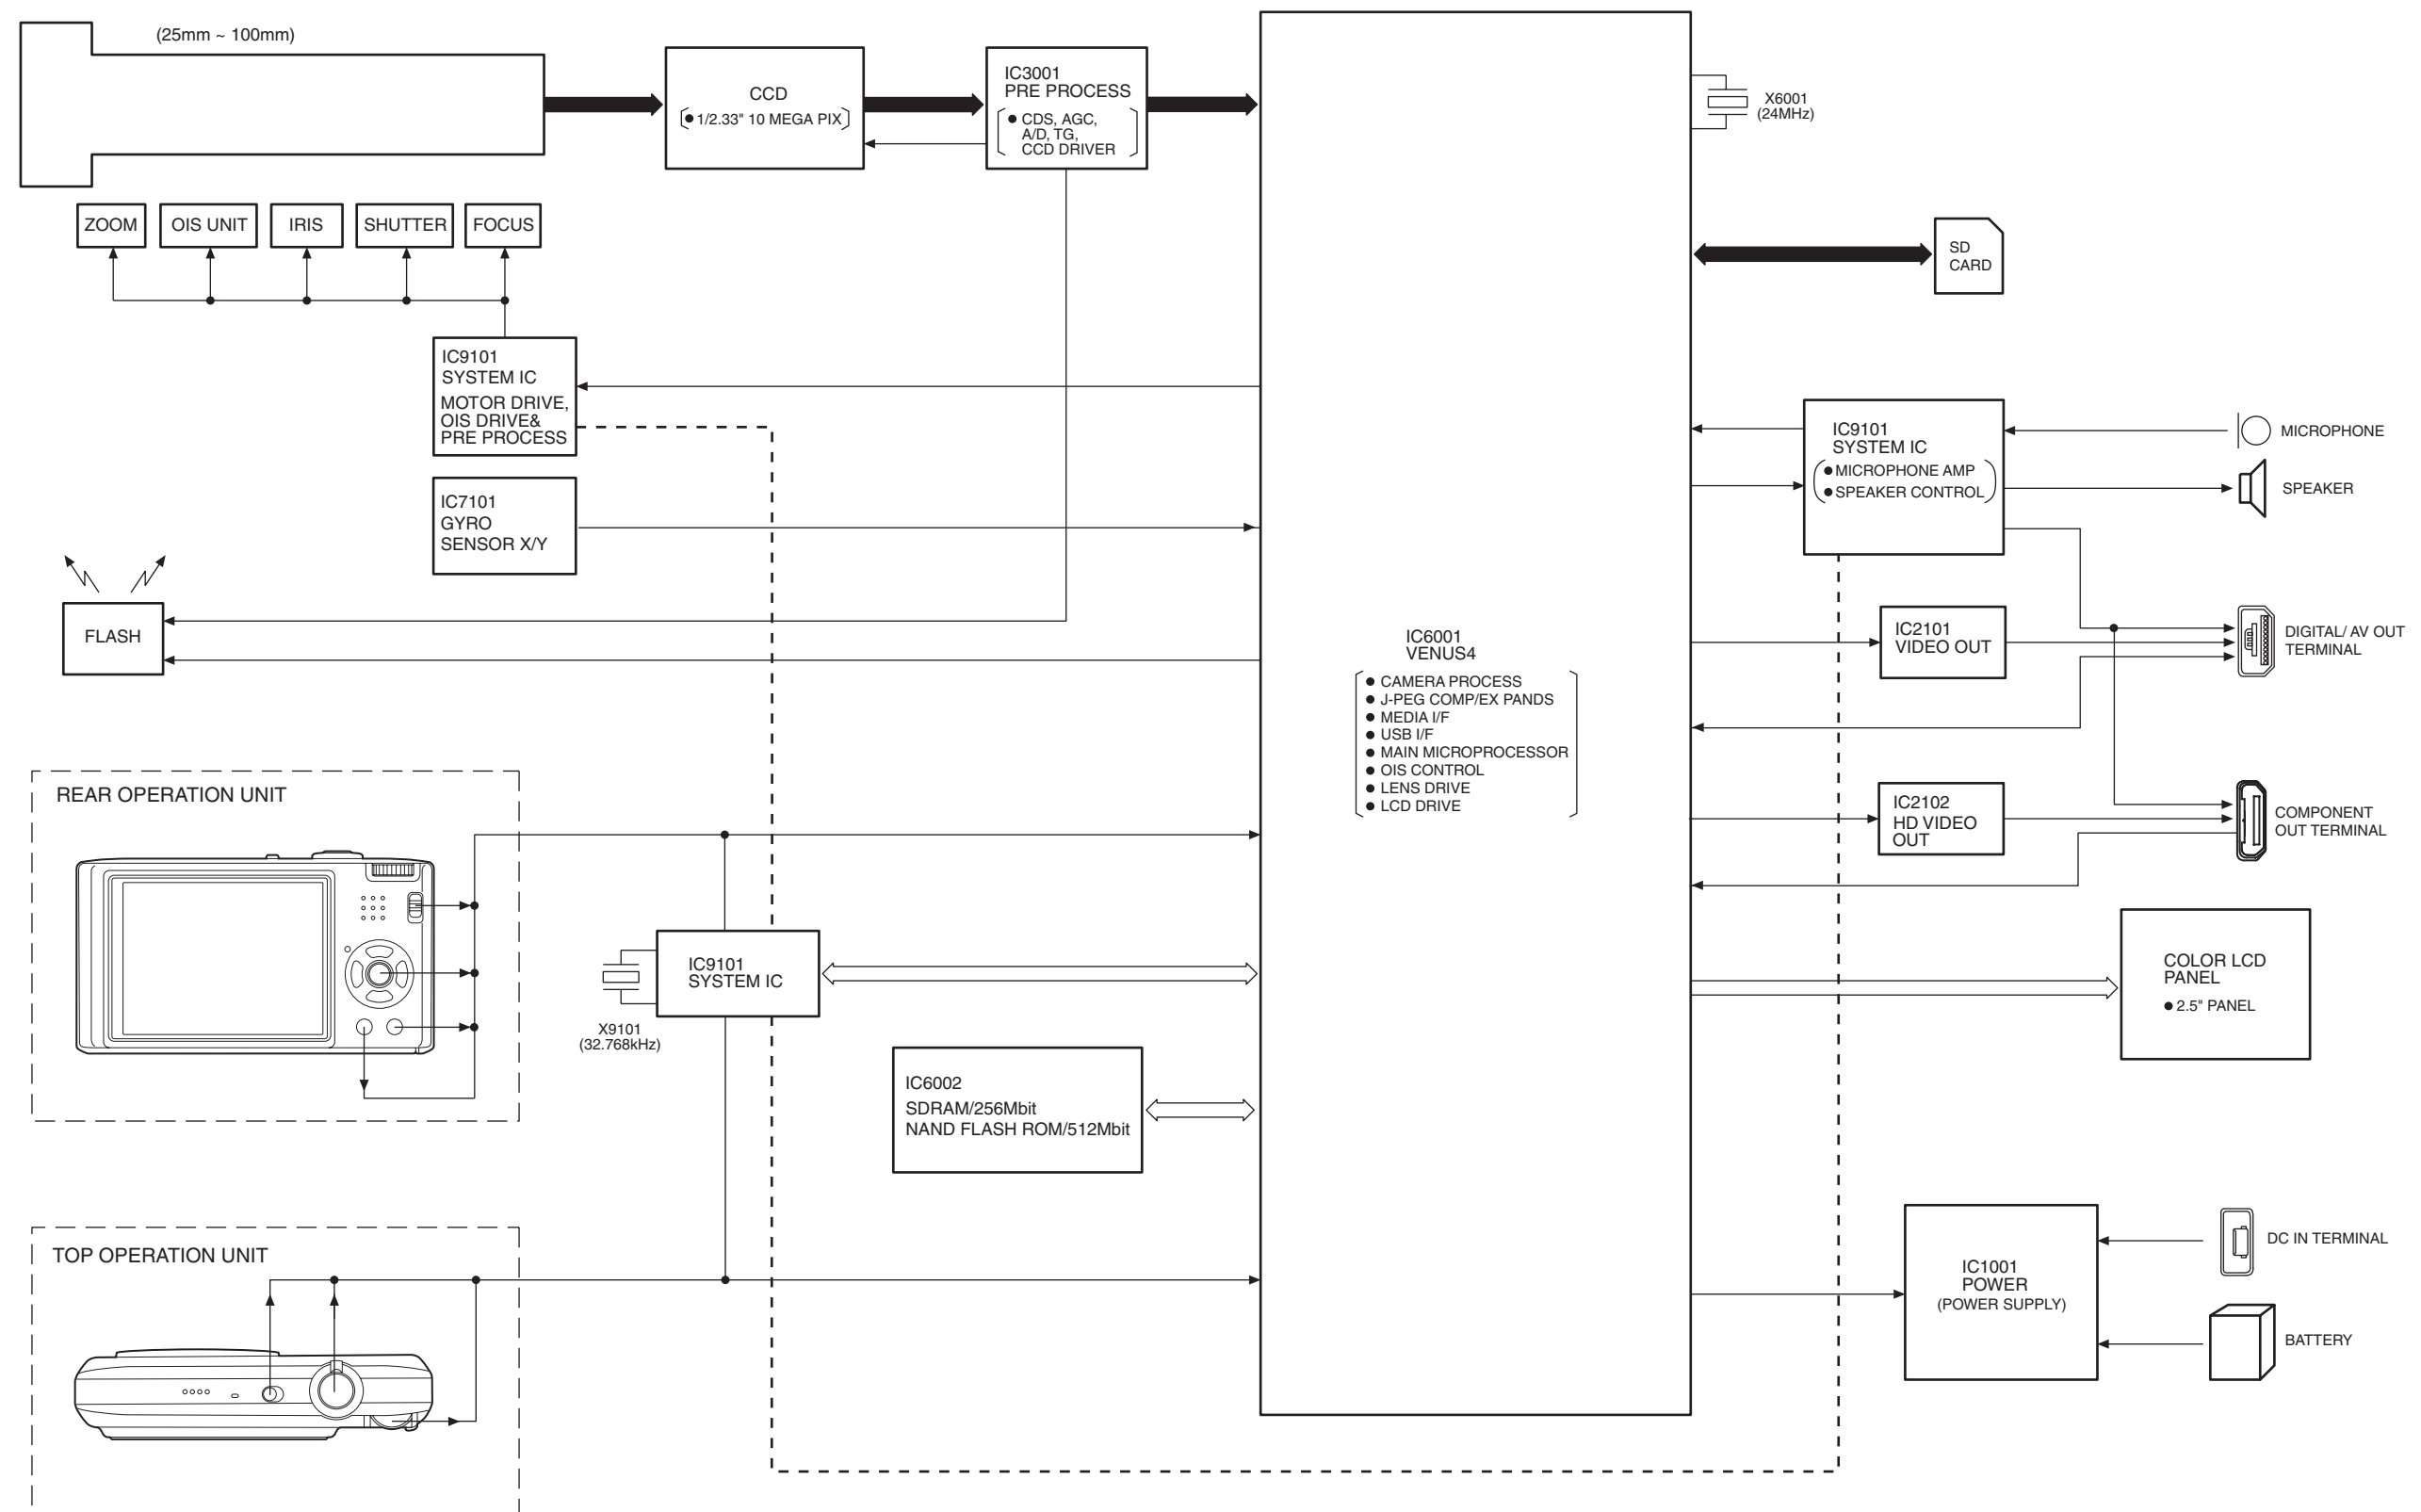 (25mm ~ 100mm)
CCD
● 1/2.33" 10 MEGA PIX
IC3001
PRE PROCESS
● CDS, AGC,
A/D, TG,
CCD DRIVER
X6001
(24MHz)
ZOOM
OIS UNIT
IRIS
SHUTTER
FOCUS
SD
CARD
IC9101
SYSTEM IC
MOTOR DRIVE,
OIS DRIVE&
PRE PROCESS
IC9101
SYSTEM IC
● MICROPHONE AMP
● SPEAKER CONTROL
MICROPHONE
SPEAKER
IC7101
GYRO
SENSOR X/Y
FLASH
IC6001
VENUS4
● CAMERA PROCESS
● J-PEG COMP/EX PANDS
● MEDIA I/F
● USB I/F
● MAIN MICROPROCESSOR
● OIS CONTROL
● LENS DRIVE
● LCD DRIVE
IC2101
VIDEO OUT
DIGITAL/ AV OUT
TERMINAL
REAR OPERATION UNIT
IC2102
HD VIDEO
OUT
COMPONENT
OUT TERMINAL
IC9101
SYSTEM IC
X9101
(32.768kHz)
COLOR LCD
PANEL
● 2.5" PANEL
IC6002
SDRAM/256Mbit
NAND FLASH ROM/512Mbit
TOP OPERATION UNIT
IC1001
POWER
(POWER SUPPLY)
DC IN TERMINAL
BATTERY